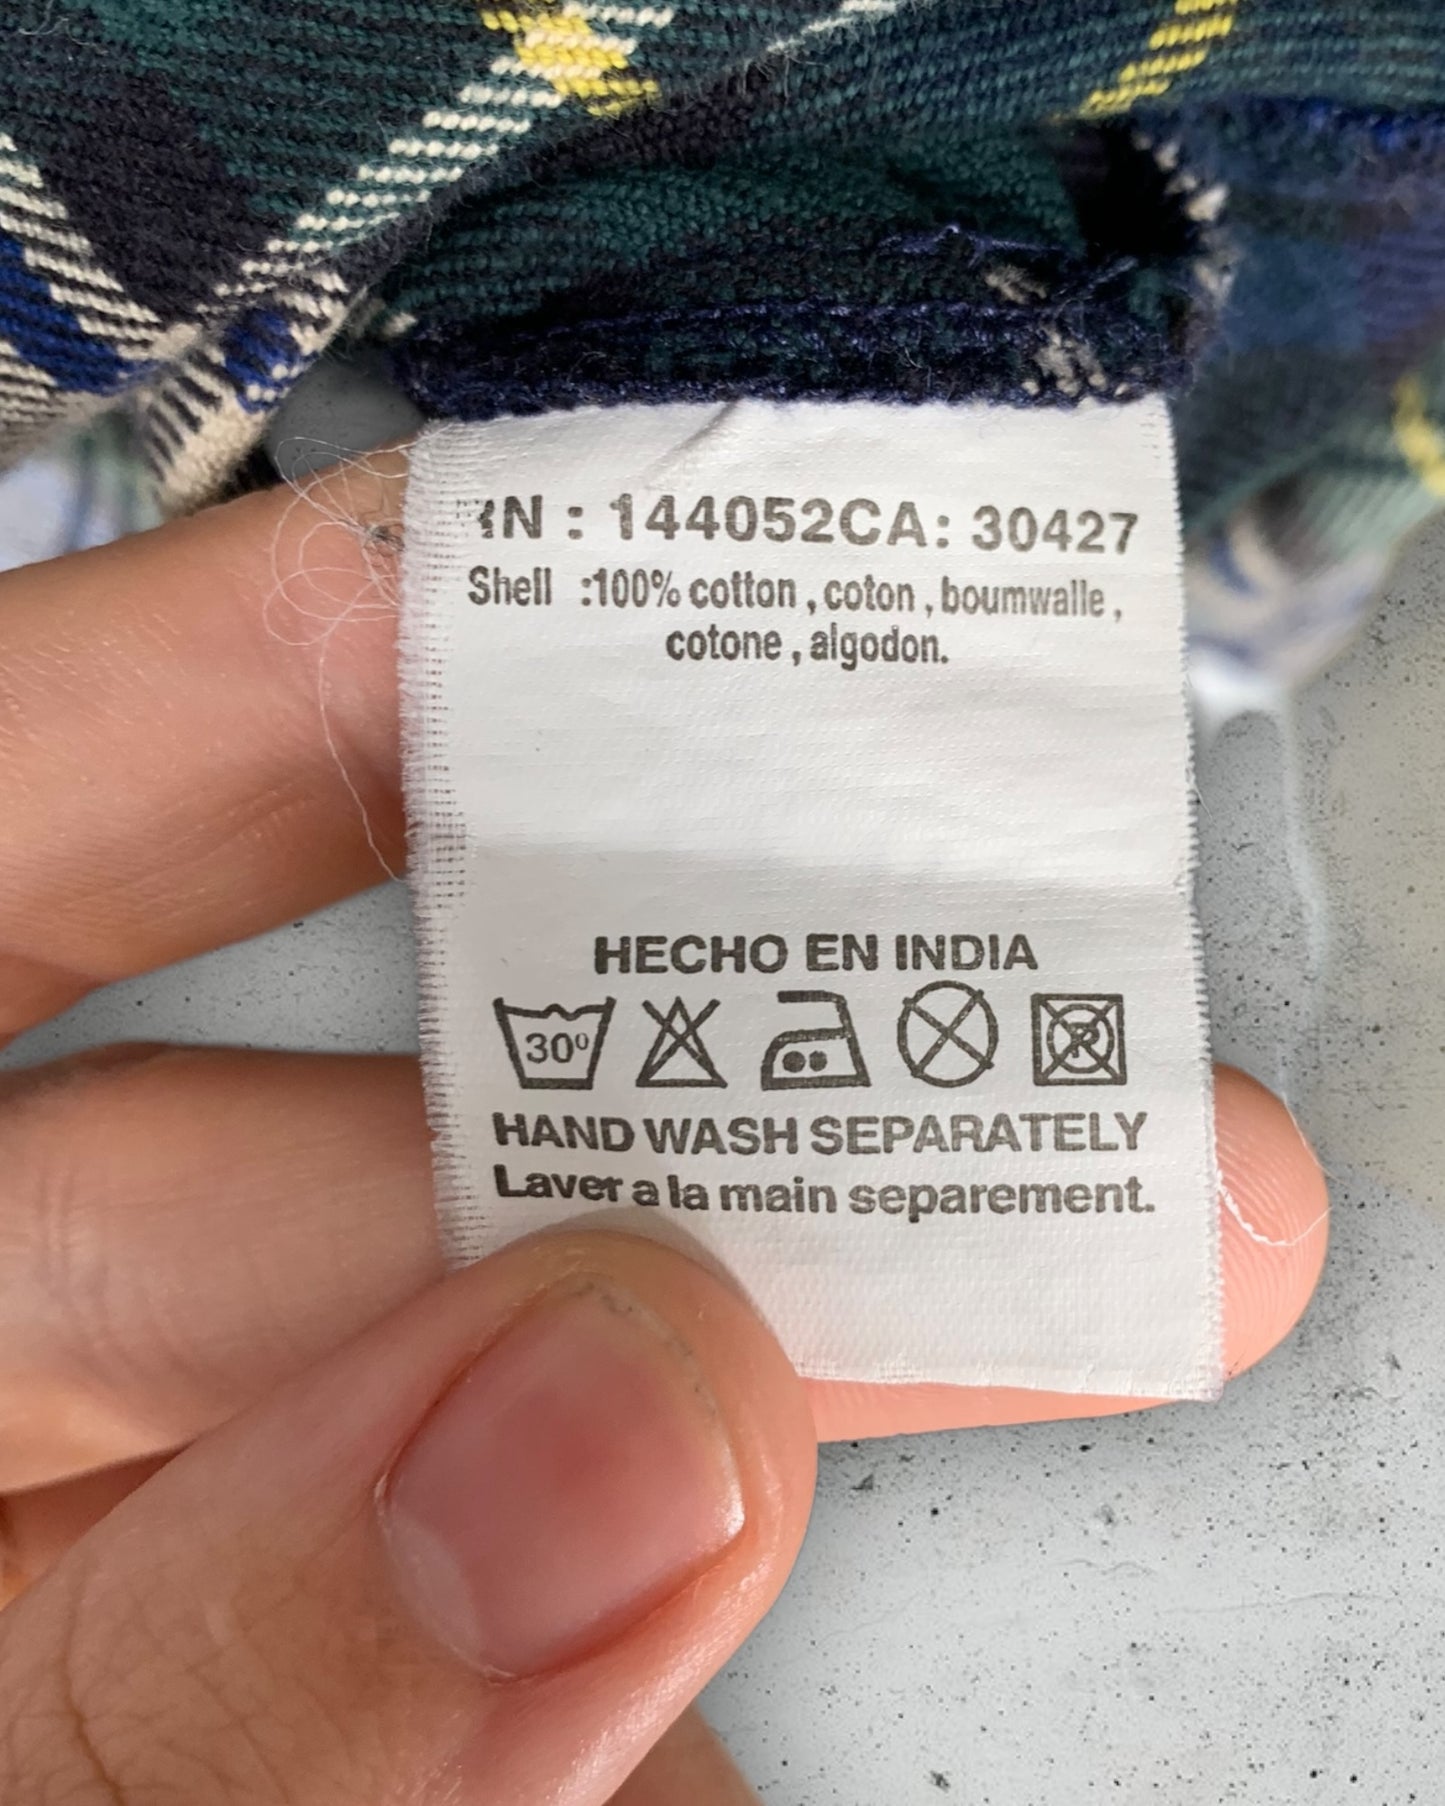 RN : 144052CA: 30427
Shell :100% cotton , coton , boumwalle ,
cotone , algodon.
HECHO EN INDIA
30º R
HAND WASH SEPARATELY
Laver a la main separement.